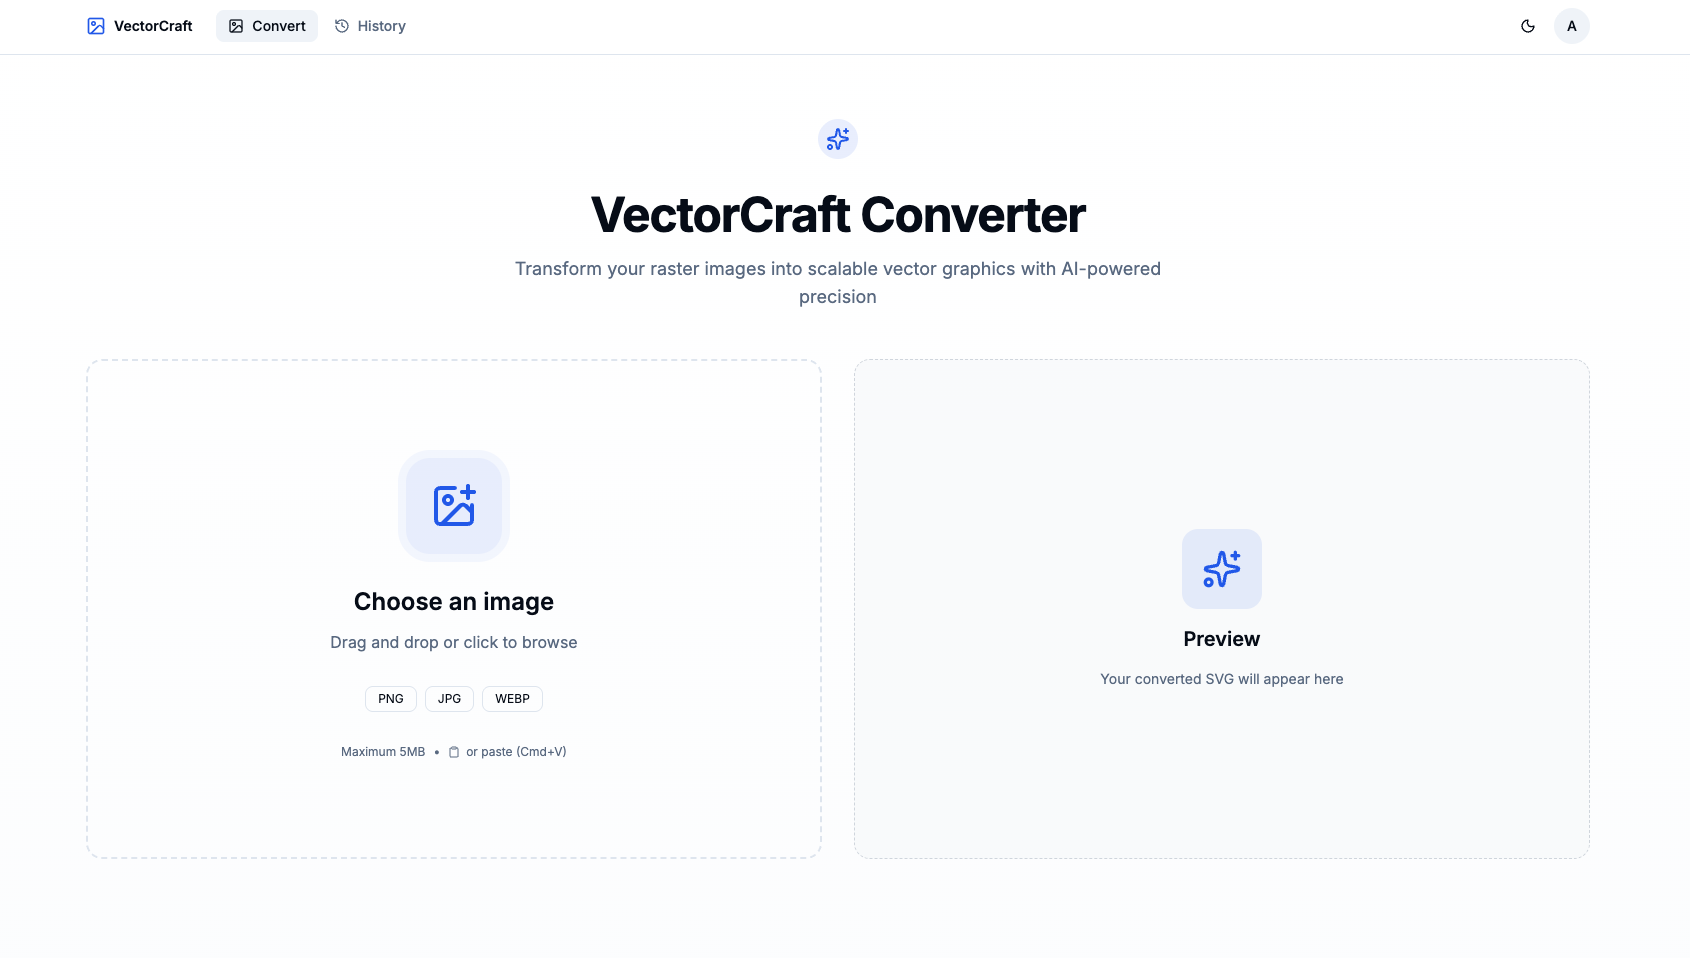 VectorCraft
Convert
History
A
VectorCraft Converter
Transform your raster images into scalable vector graphics with AI-powered
precision
Choose an image
Drag and drop or click to browse
PNG
JPG
WEBP
Maximum 5MB • or paste (Cmd+V)
Preview
Your converted SVG will appear here